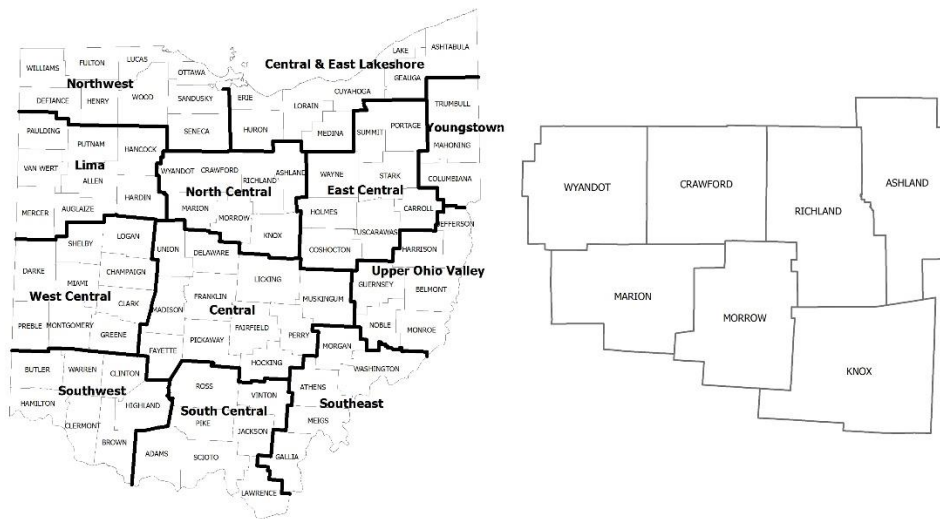 LAKE
ASHTABULA
LUCAS
FULTON
WILLIAMS
OTTAWA
Central & East Lakeshore
GEAUGA
Northwest
CUYAHOGA
DEFIANCE
HENRY
WOOD
SANDUSKY
ERIE
LORAIN
TRUMBULL
PORTAGE
SUMMIT
MEDINA
HURON
SENECA
Youngstown
PAULDING
PUTNAM
HANCOCK
MAHONING
VAN WERT
Lima
ALLEN
WYANDOT
CRAWFORD
RICHLAND
ASHLAND
WAYNE
STARK
COLUMBIANA
North Central
East Central
HARDIN
MERCER
AUGLAIZE
MARION
MORROW
KNOX
HOLMES
CARROLL
TUSCARAWAS
JEFFERSON
COSHOCTON
HARRISON
SHELBY
LOGAN
UNION
DELAWARE
DARKE
CHAMPAIGN
MIAMI
LICKING
MUSKINGUM
GUERNSEY
Upper Ohio Valley
BELMONT
West Central
CLARK
MADISON
FRANKLIN
Central
PREBLE
MONTGOMERY
GREENE
FAIRFIELD
PERRY
NOBLE
MONROE
FAYETTE
PICKAWAY
MORGAN
HOCKING
WASHINGTON
BUTLER
WARREN
CLINTON
Southwest
ROSS
VINTON
ATHENS
HAMILTON
HIGHLAND
South Central
Southeast
CLERMONT
PIKE
MEIGS
JACKSON
BROWN
ADAMS
SCIOTO
GALLIA
LAWRENCE
WYANDOT
CRAWFORD
RICHLAND
ASHLAND
MARION
MORROW
KNOX